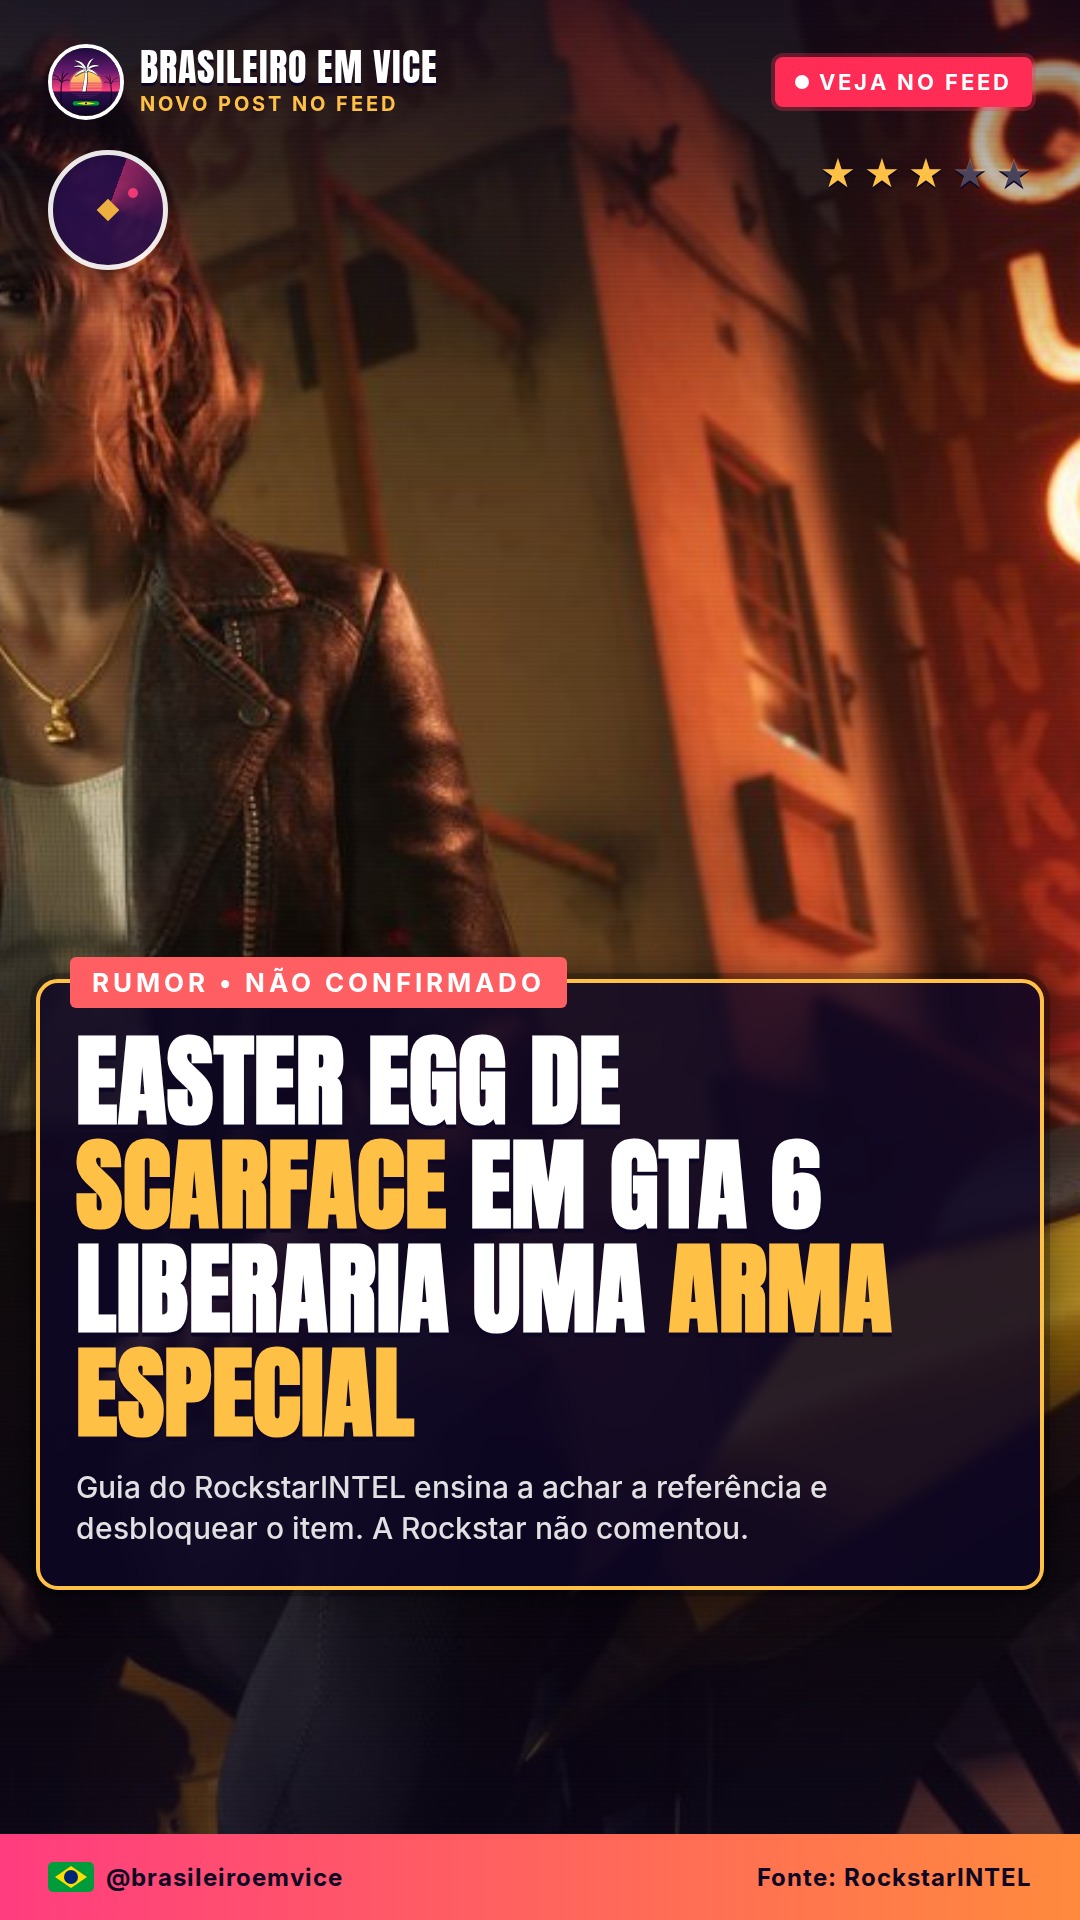 BRASILEIRO EM VICE
NOVO POST NO FEED
VEJA NO FEED
RUMOR • NÃO CONFIRMADO
EASTER EGG DE
SCARFACE EM GTA 6
LIBERARIA UMA ARMA
ESPECIAL
Guia do RockstarINTEL ensina a achar a referência e
desbloquear o item. A Rockstar não comentou.
@brasileiroemvice
Fonte: RockstarINTEL